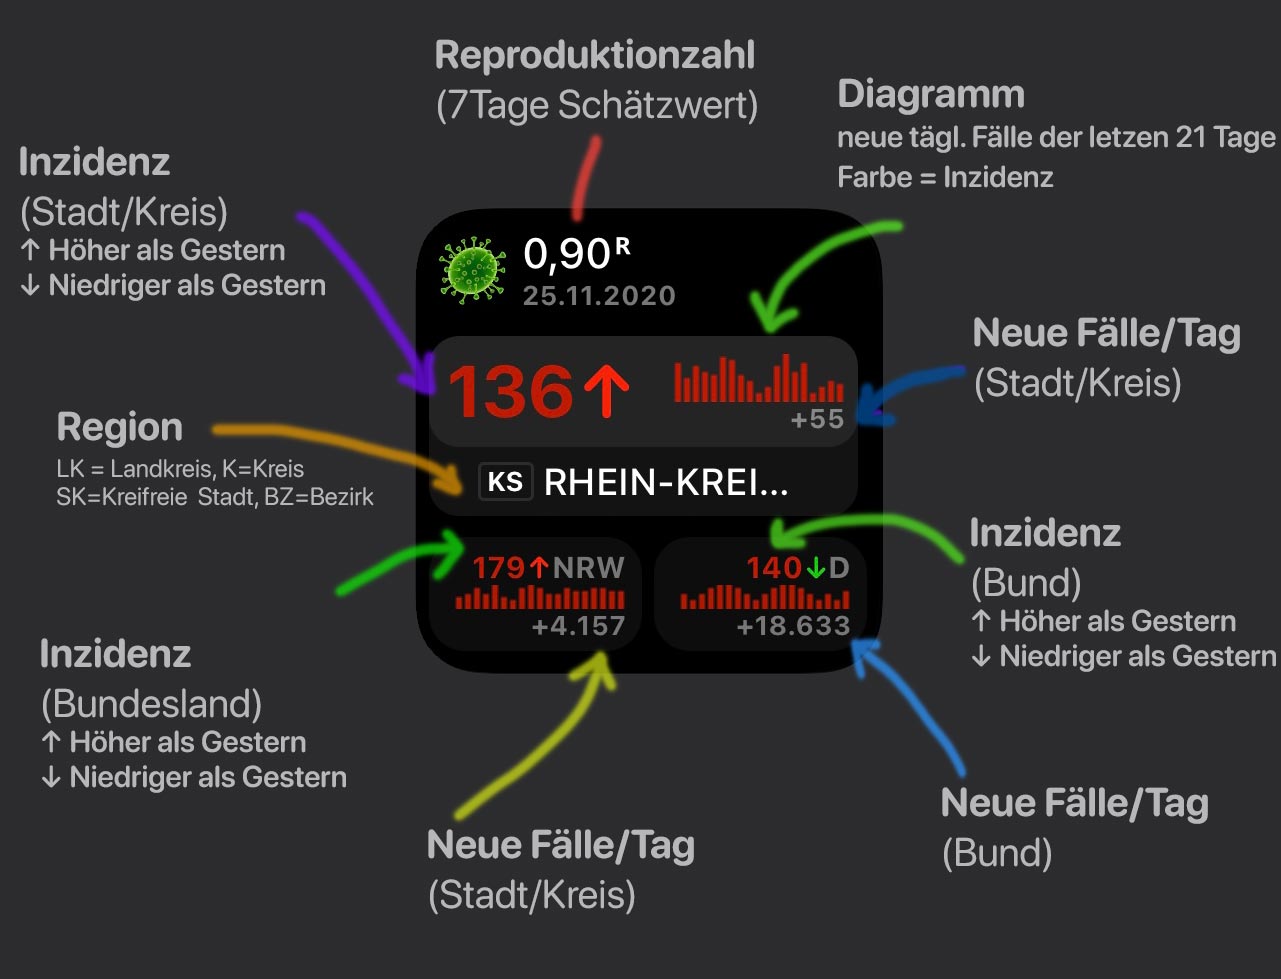 Reproduktionzahl
(7Tage Schätzwert)
Diagramm
neue tägl. Fälle der letzen 21 Tage
Farbe = Inzidenz
Inzidenz
(Stadt/Kreis)
↑ Höher als Gestern
↓ Niedriger als Gestern
0,90ᴿ
25.11.2020
136↑
+55
Neue Fälle/Tag
(Stadt/Kreis)
Region
LK = Landkreis, K=Kreis
SK=Kreifreie Stadt, BZ=Bezirk
KS RHEIN-KREI...
179↑NRW
+4.157
140↓D
+18.633
Inzidenz
(Bund)
↑ Höher als Gestern
↓ Niedriger als Gestern
Inzidenz
(Bundesland)
↑ Höher als Gestern
↓ Niedriger als Gestern
Neue Fälle/Tag
(Stadt/Kreis)
Neue Fälle/Tag
(Bund)